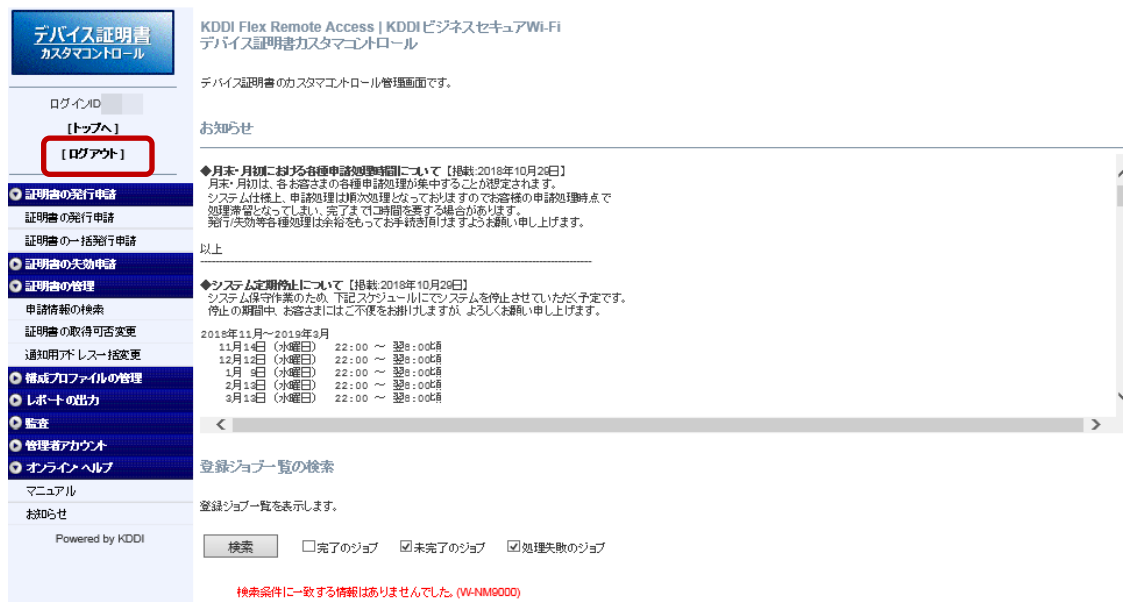 デバイス証明書
カスタマコントロール
ログインID
[トップへ]
[ログアウト]
証明書の発行申請
証明書の発行申請
証明書の一括発行申請
証明書の失効申請
証明書の管理
申請情報の検索
証明書の取得可否変更
通知用アドレス一括変更
構成プロファイルの管理
レポートの出力
監査
管理者アカウント
オンラインヘルプ
マニュアル
お知らせ
Powered by KDDI
KDDI Flex Remote Access | KDDIビジネスセキュアWi-Fi
デバイス証明書カスタマコントロール
デバイス証明書のカスタマコントロール管理画面です。
お知らせ
◆月末・月初における各種申請処理時間について【掲載:2018年10月29日】
月末・月初は、各お客さまの各種申請処理が集中することが想定されます。
システム仕様上、申請処理は順次処理となっておりますのでお客様の申請処理時点で
処理滞留となってしまい、完了までに時間を要する場合があります。
発行/失効等各種処理は余裕をもってお手続き頂けますようお願い申し上げます。
以上
◆システム定期停止について【掲載:2018年10月29日】
システム保守作業のため、下記スケジュールにてシステムを停止させていただく予定です。
停止の期間中、お客さまにはご不便をお掛けしますが、よろしくお願い申し上げます。
2018年11月～2019年3月
11月14日（水曜日） 22:00 ～ 翌8:00頃
12月12日（水曜日） 22:00 ～ 翌8:00頃
1月 9日（水曜日） 22:00 ～ 翌8:00頃
2月13日（水曜日） 22:00 ～ 翌8:00頃
3月13日（水曜日） 22:00 ～ 翌8:00頃
登録ジョブ一覧の検索
登録ジョブ一覧を表示します。
検索 完了のジョブ 未完了のジョブ 処理失敗のジョブ
検索条件に一致する情報はありませんでした。(W-NM9000)